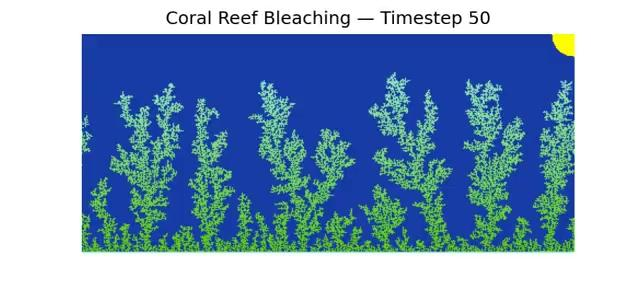 Coral Reef Bleaching — Timestep 50